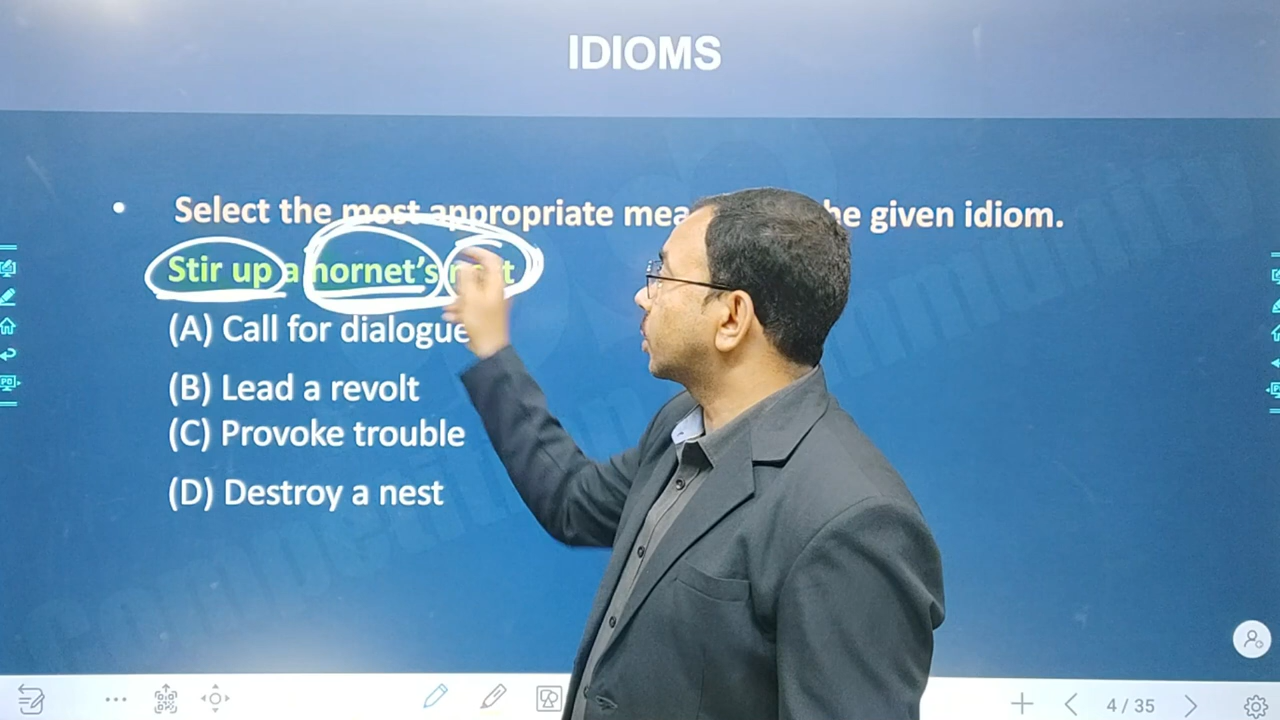 IDIOMS
• Select the most appropriate he given idiom.
Stir up a hornet's
(A) Call for dialogue
(B) Lead a revolt
(C) Provoke trouble
(D) Destroy a nest
4 / 35